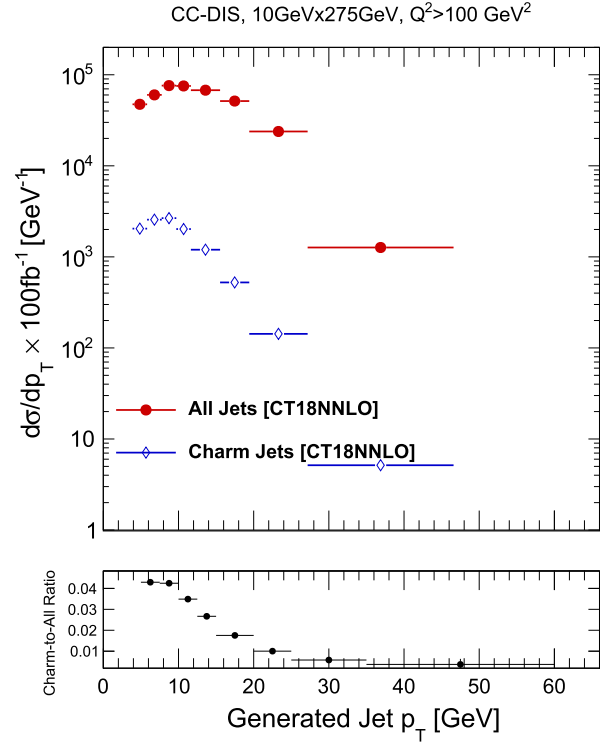 CC-DIS, 10GeVx275GeV, Q²>100 GeV²
dσ/dp_T × 100fb⁻¹ [GeV⁻¹]
10⁵
10⁴
10³
10²
10
1
All Jets [CT18NNLO]
Charm Jets [CT18NNLO]
Charm-to-All Ratio
0.04
0.03
0.02
0.01
0 10 20 30 40 50 60
Generated Jet p_T [GeV]